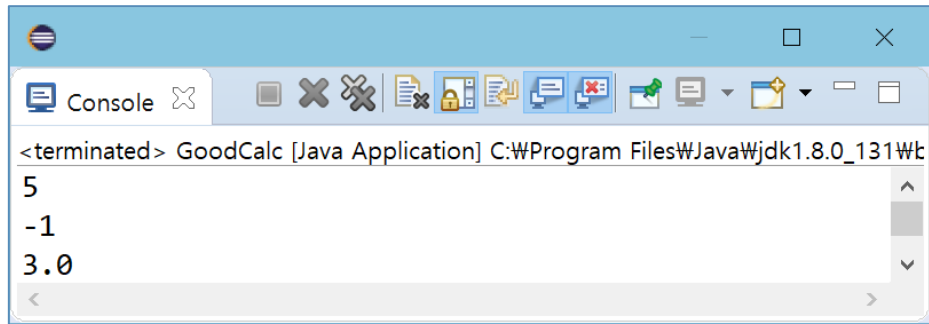 Console
<terminated> GoodCalc [Java Application] C:₩Program Files₩Java₩jdk1.8.0_131₩b
5
-1
3.0